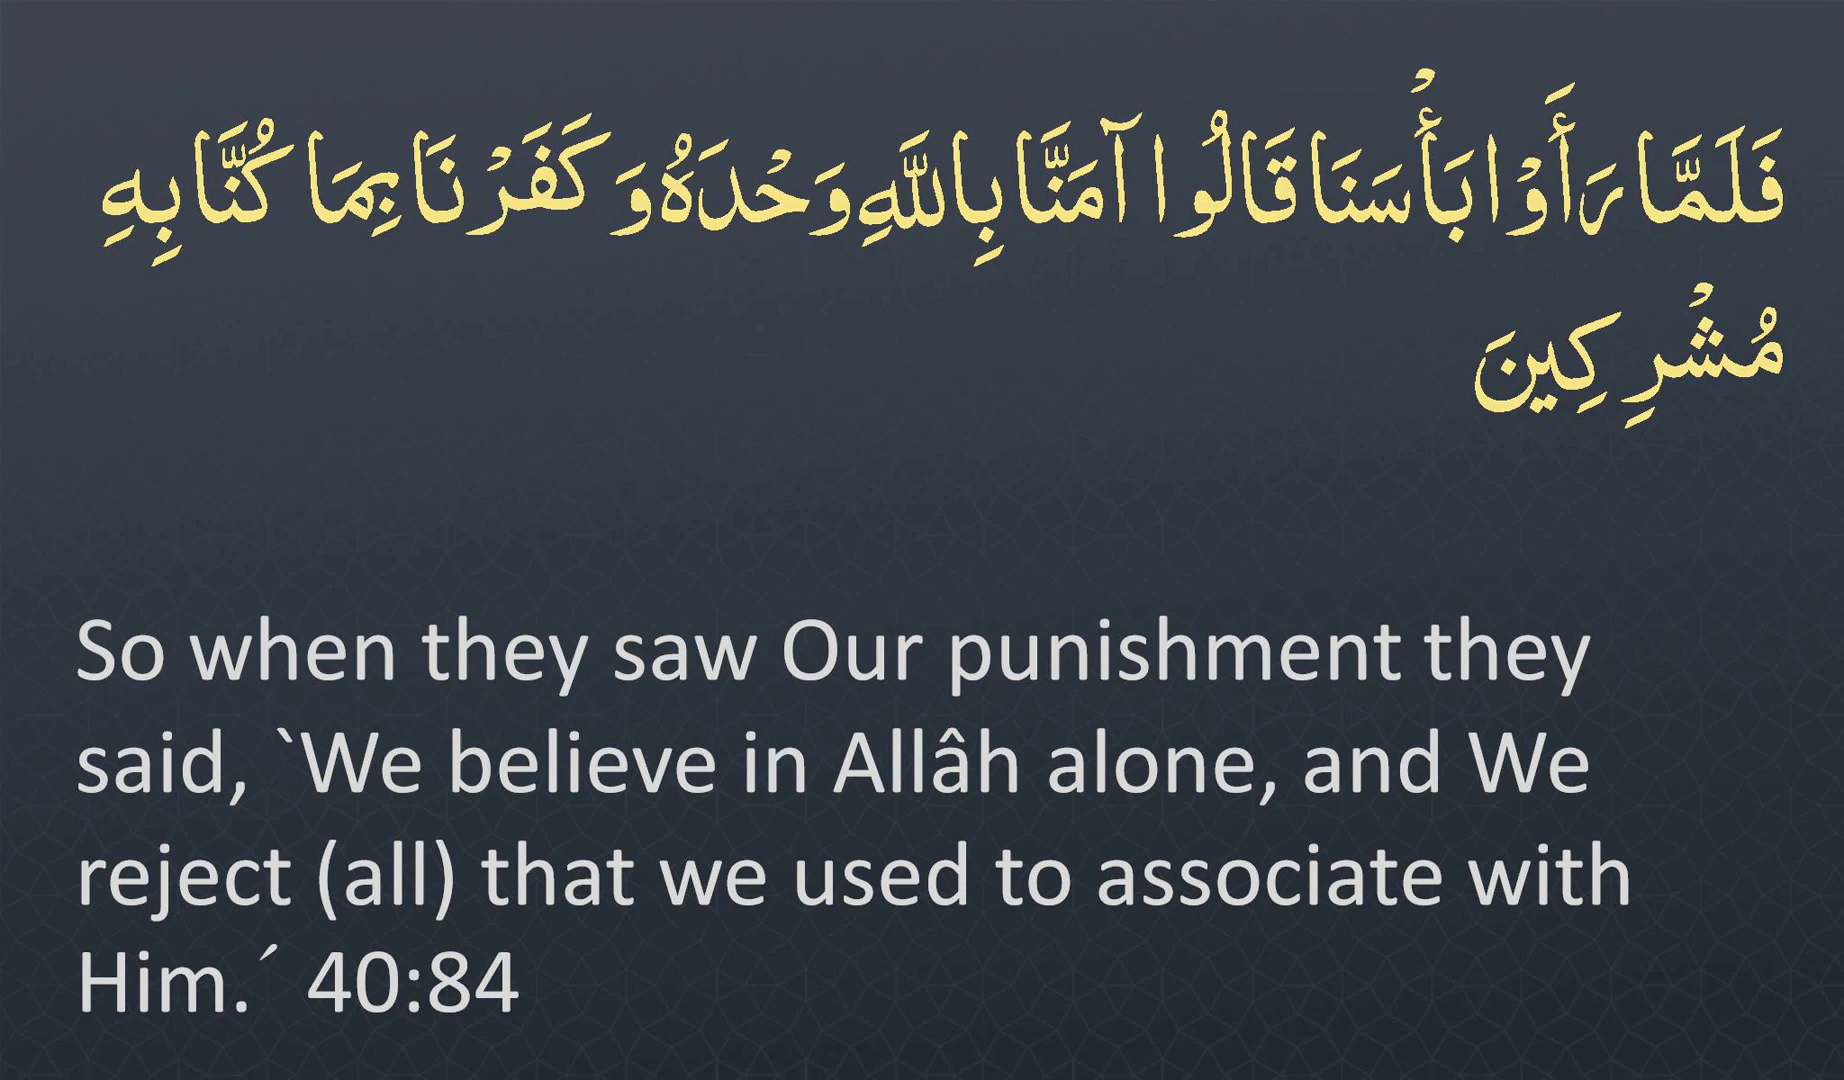 فَلَمَّا رَأَوْا بَأْسَنَا قَالُوا آمَنَّا بِاللَّهِ وَحْدَهُ وَكَفَرْنَا بِمَا كُنَّا بِهِ
مُشْرِكِينَ
So when they saw Our punishment they
said, `We believe in Allâh alone, and We
reject (all) that we used to associate with
Him.´ 40:84